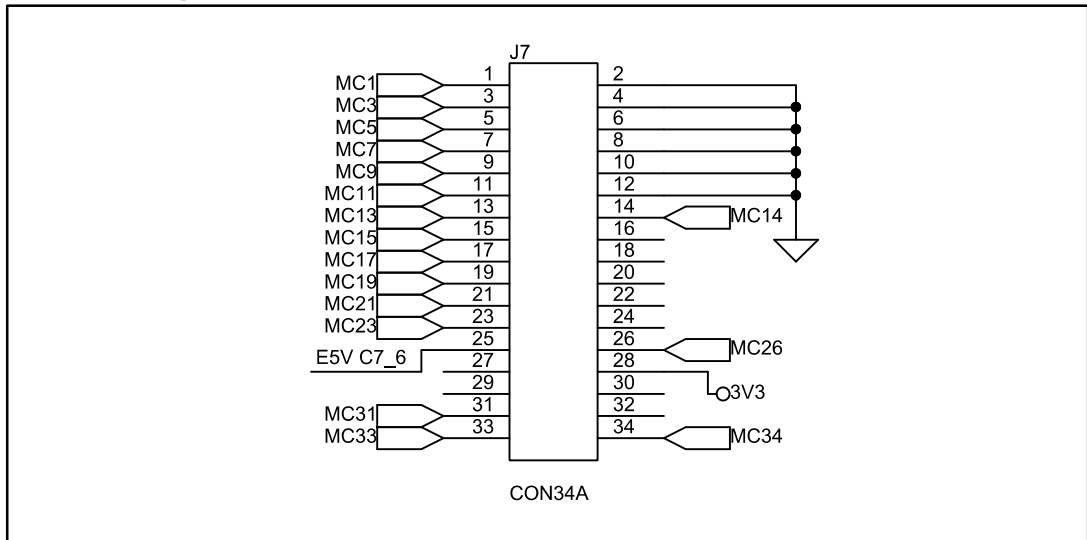 J7
MC1 1 2
MC3 3 4
MC5 5 6
MC7 7 8
MC9 9 10
MC11 11 12
MC13 13 14 MC14
MC15 15 16
MC17 17 18
MC19 19 20
MC21 21 22
MC23 23 24
E5V C7_6 25 26 MC26
27 28
29 30 3V3
MC31 31 32
MC33 33 34 MC34
CON34A